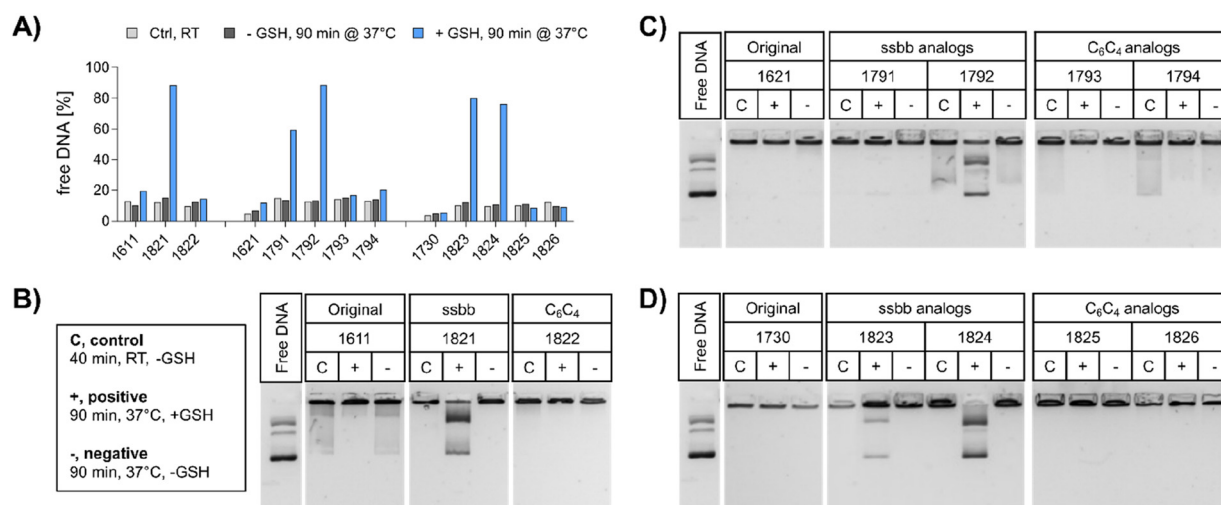 A)
Ctrl, RT - GSH, 90 min @ 37°C + GSH, 90 min @ 37°C
free DNA [%]
100
80
60
40
20
0
1611 1821 1822 1621 1791 1792 1793 1794 1730 1823 1824 1825 1826
B)
C, control
40 min, RT, -GSH
+, positive
90 min, 37°C, +GSH
-, negative
90 min, 37°C, -GSH
Free DNA
Original ssbb C₆C₄
1611 1821 1822
C + - C + - C + -
C)
Free DNA
Original ssbb analogs C₆C₄ analogs
1621 1791 1792 1793 1794
C + - C + - C + - C + - C + -
D)
Free DNA
Original ssbb analogs C₆C₄ analogs
1730 1823 1824 1825 1826
C + - C + - C + - C + - C + -